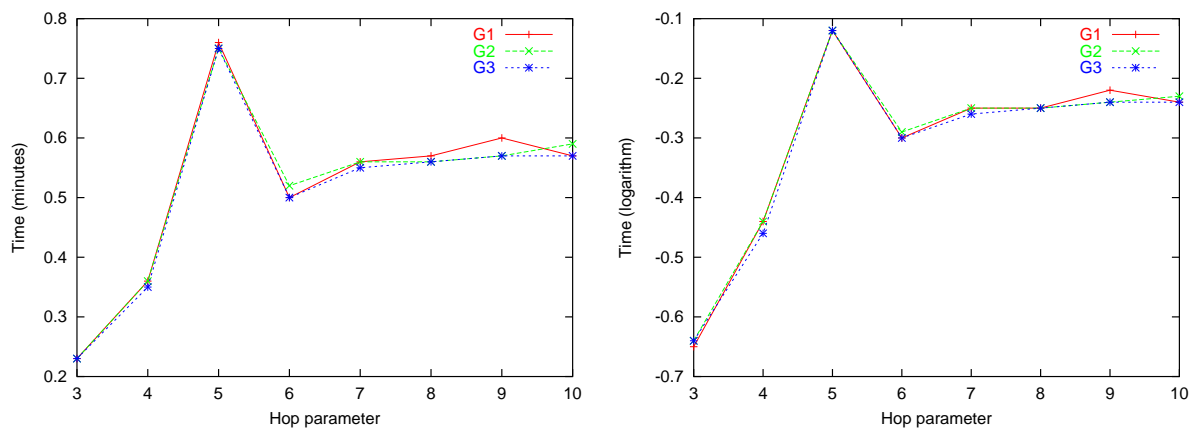 0.8
0.7
0.6
0.5
0.4
0.3
0.2
Time (minutes)
3 4 5 6 7 8 9 10
Hop parameter
G1
G2
G3
-0.1
-0.2
-0.3
-0.4
-0.5
-0.6
-0.7
Time (logarithm)
3 4 5 6 7 8 9 10
Hop parameter
G1
G2
G3